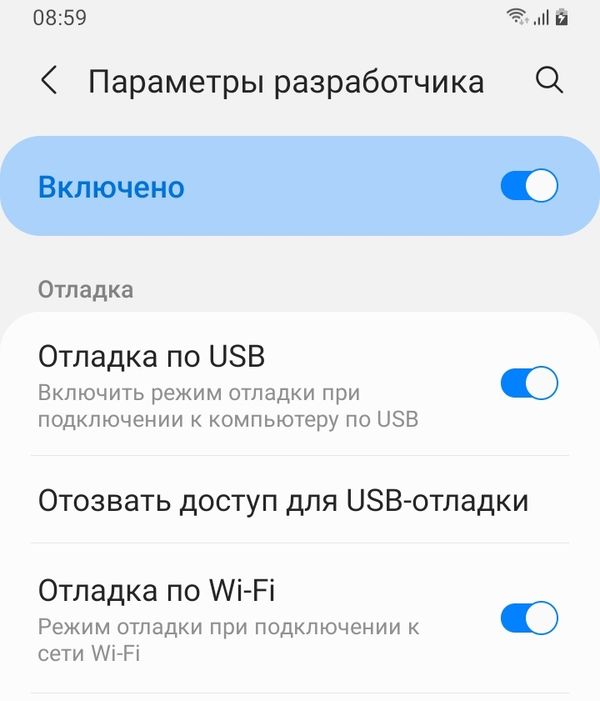 08:59
Параметры разработчика
Включено
Отладка
Отладка по USB
Включить режим отладки при
подключении к компьютеру по USB
Отозвать доступ для USB-отладки
Отладка по Wi-Fi
Режим отладки при подключении к
сети Wi-Fi